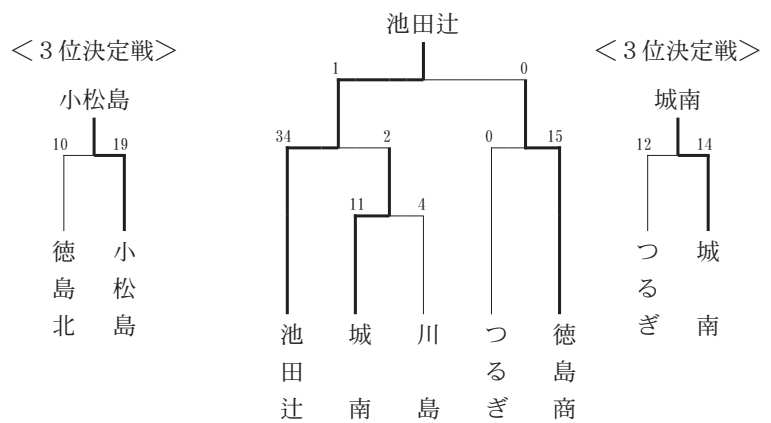 池田辻
＜３位決定戦＞
＜３位決定戦＞
1
0
小松島
城南
10
19
34
2
0
15
12
14
11
4
徳島北
小松島
つるぎ
城南
池田辻
城南
川島
つるぎ
徳島商